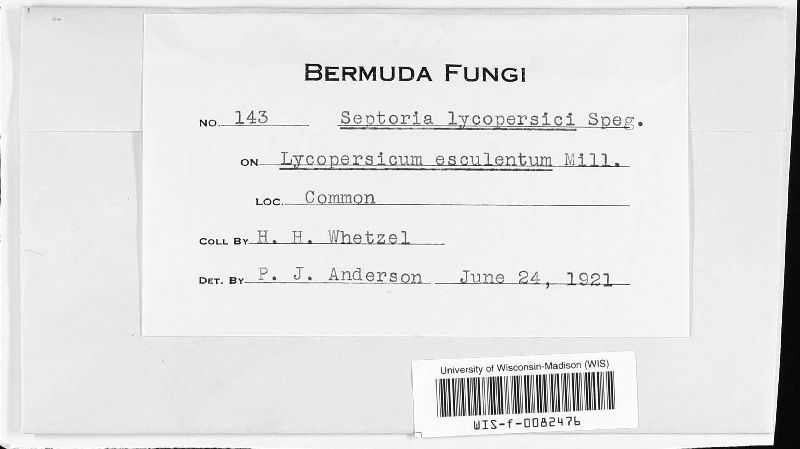 BERMUDA FUNGI
NO. 143 Septoria lycopersici Speg.
ON Lycopersicum esculentum Mill.
LOC. Common
COLL BY H. H. Whetzel
DET. BY P. J. Anderson June 24, 1921
University of Wisconsin-Madison (WIS)
WIS-f-0082476